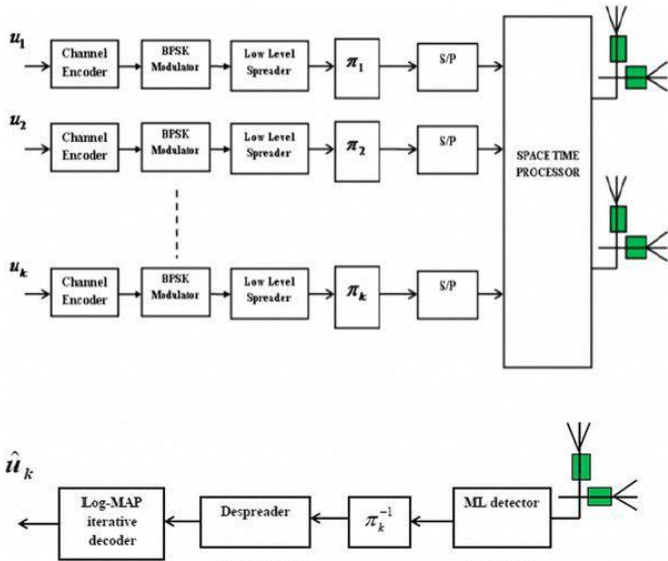 u1
Channel
Encoder
BPSK
Modulator
Low Level
Spreader
π1
S/P
u2
Channel
Encoder
BPSK
Modulator
Low Level
Spreader
π2
S/P
SPACE TIME
PROCESSOR
uk
Channel
Encoder
BPSK
Modulator
Low Level
Spreader
πk
S/P
ûk
Log-MAP
iterative
decoder
Despreader
πk⁻¹
ML detector